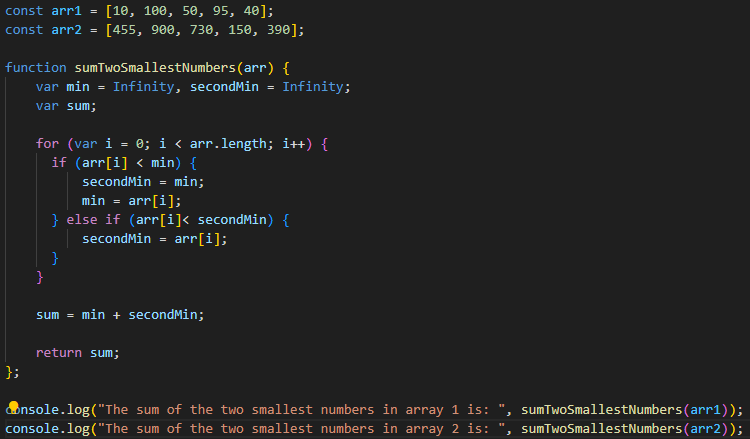 const arr1 = [10, 100, 50, 95, 40];
const arr2 = [455, 900, 730, 150, 390];

function sumTwoSmallestNumbers(arr) {
    var min = Infinity, secondMin = Infinity;
    var sum;

    for (var i = 0; i < arr.length; i++) {
      if (arr[i] < min) {
          secondMin = min;
          min = arr[i];
      } else if (arr[i]< secondMin) {
          secondMin = arr[i];
      }
    }

    sum = min + secondMin;

    return sum;
};

console.log("The sum of the two smallest numbers in array 1 is: ", sumTwoSmallestNumbers(arr1));
console.log("The sum of the two smallest numbers in array 2 is: ", sumTwoSmallestNumbers(arr2));